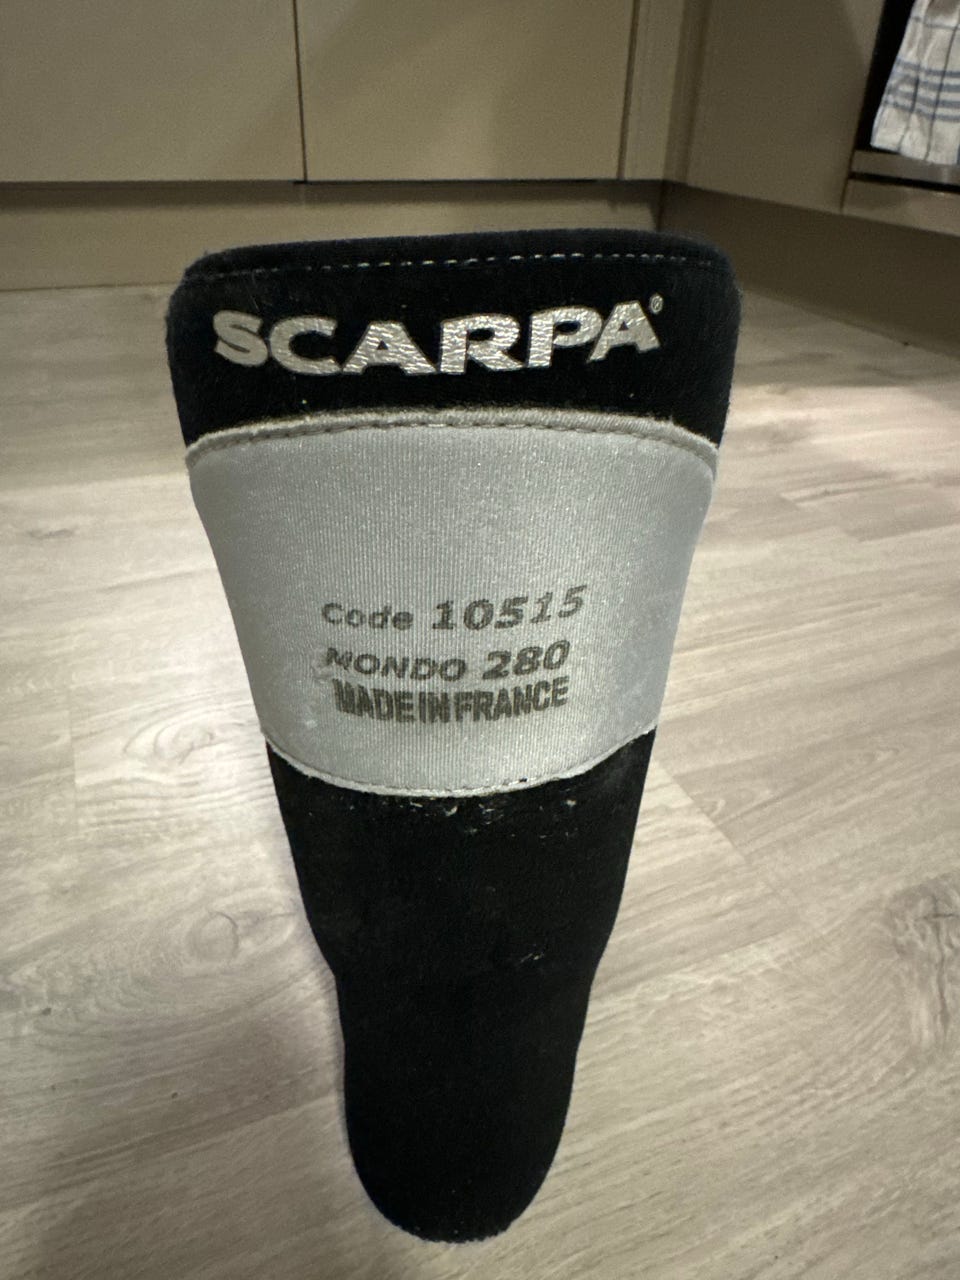 SCARPA®
Code 10515
MONDO 280
MADE IN FRANCE